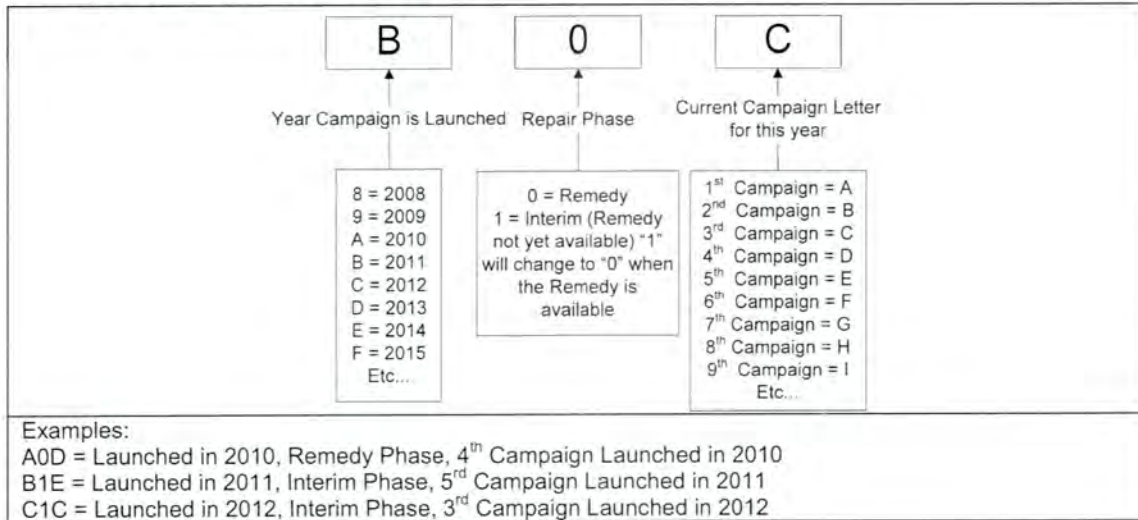 B 0 C
Year Campaign is Launched Repair Phase Current Campaign Letter
for this year
8 = 2008
9 = 2009
A = 2010
B = 2011
C = 2012
D = 2013
E = 2014
F = 2015
Etc...
0 = Remedy
1 = Interim (Remedy
not yet available) "1"
will change to "0" when
the Remedy is
available
1st Campaign = A
2nd Campaign = B
3rd Campaign = C
4th Campaign = D
5th Campaign = E
6th Campaign = F
7th Campaign = G
8th Campaign = H
9th Campaign = I
Etc...
Examples:
A0D = Launched in 2010, Remedy Phase, 4th Campaign Launched in 2010
B1E = Launched in 2011, Interim Phase, 5rd Campaign Launched in 2011
C1C = Launched in 2012, Interim Phase, 3rd Campaign Launched in 2012